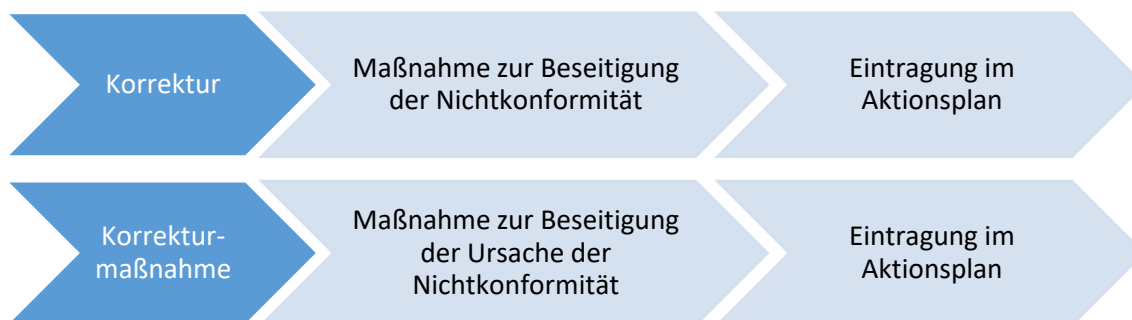 Korrektur
Maßnahme zur Beseitigung
der Nichtkonformität
Eintragung im
Aktionsplan
Korrektur-
maßnahme
Maßnahme zur Beseitigung
der Ursache der
Nichtkonformität
Eintragung im
Aktionsplan